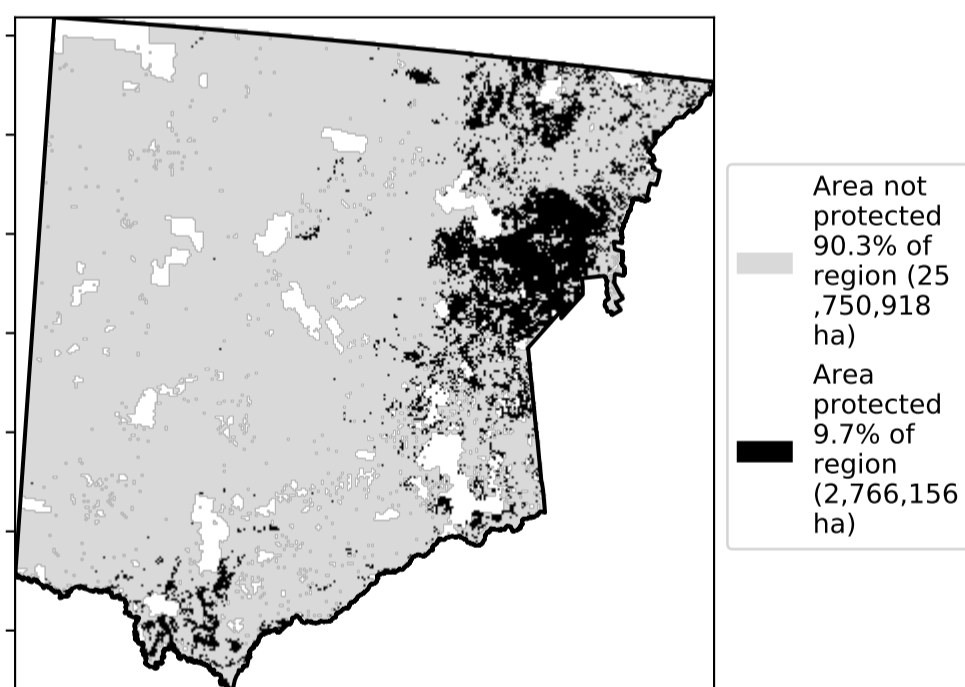 Area not
protected
90.3% of
region (25
,750,918
ha)
Area
protected
9.7% of
region
(2,766,156
ha)